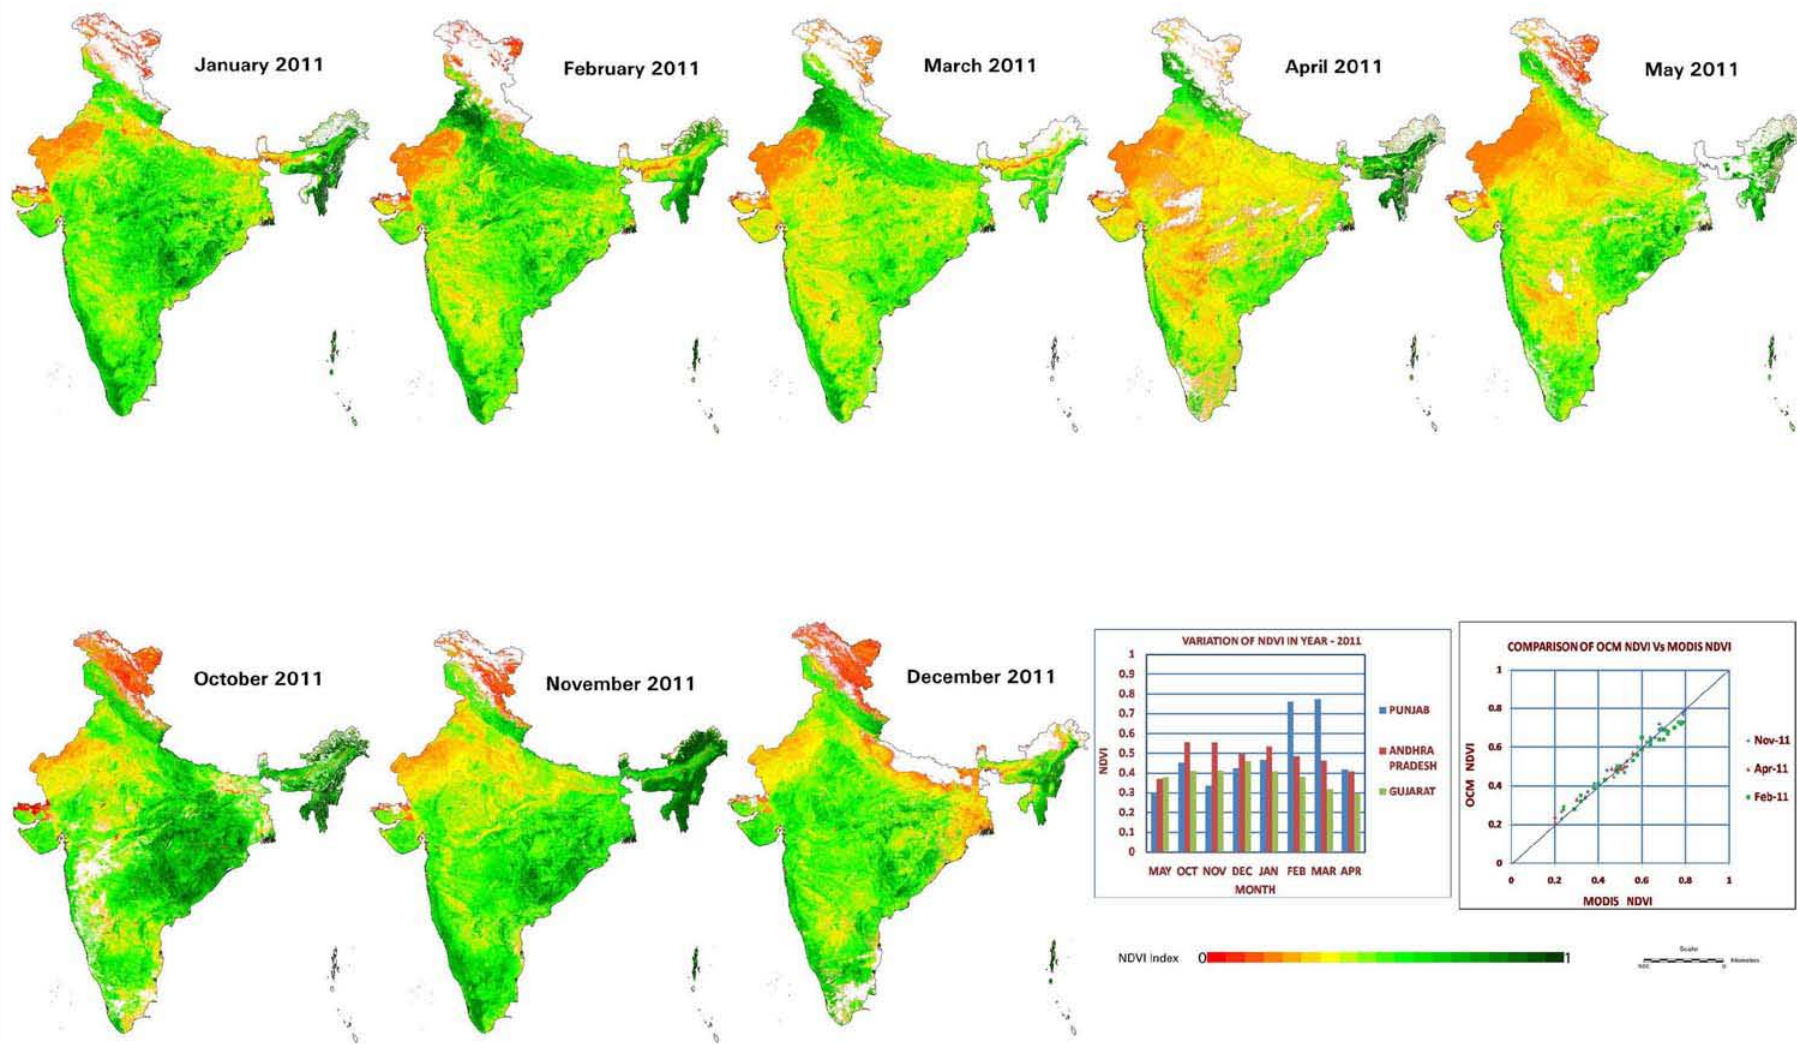 January 2011
February 2011
March 2011
April 2011
May 2011
October 2011
November 2011
December 2011
VARIATION OF NDVI IN YEAR - 2011
1
0.9
0.8
0.7
0.6
0.5
0.4
0.3
0.2
0.1
0
NDVI
MAY OCT NOV DEC JAN FEB MAR APR
MONTH
PUNJAB
ANDHRA
PRADESH
GUJARAT
COMPARISON OF OCM NDVI Vs MODIS NDVI
1
0.8
0.6
0.4
0.2
0
OCM NDVI
0 0.2 0.4 0.6 0.8 1
MODIS NDVI
Nov-11
Apr-11
Feb-11
NDVI Index 0 1
Scale
Kilometers
0